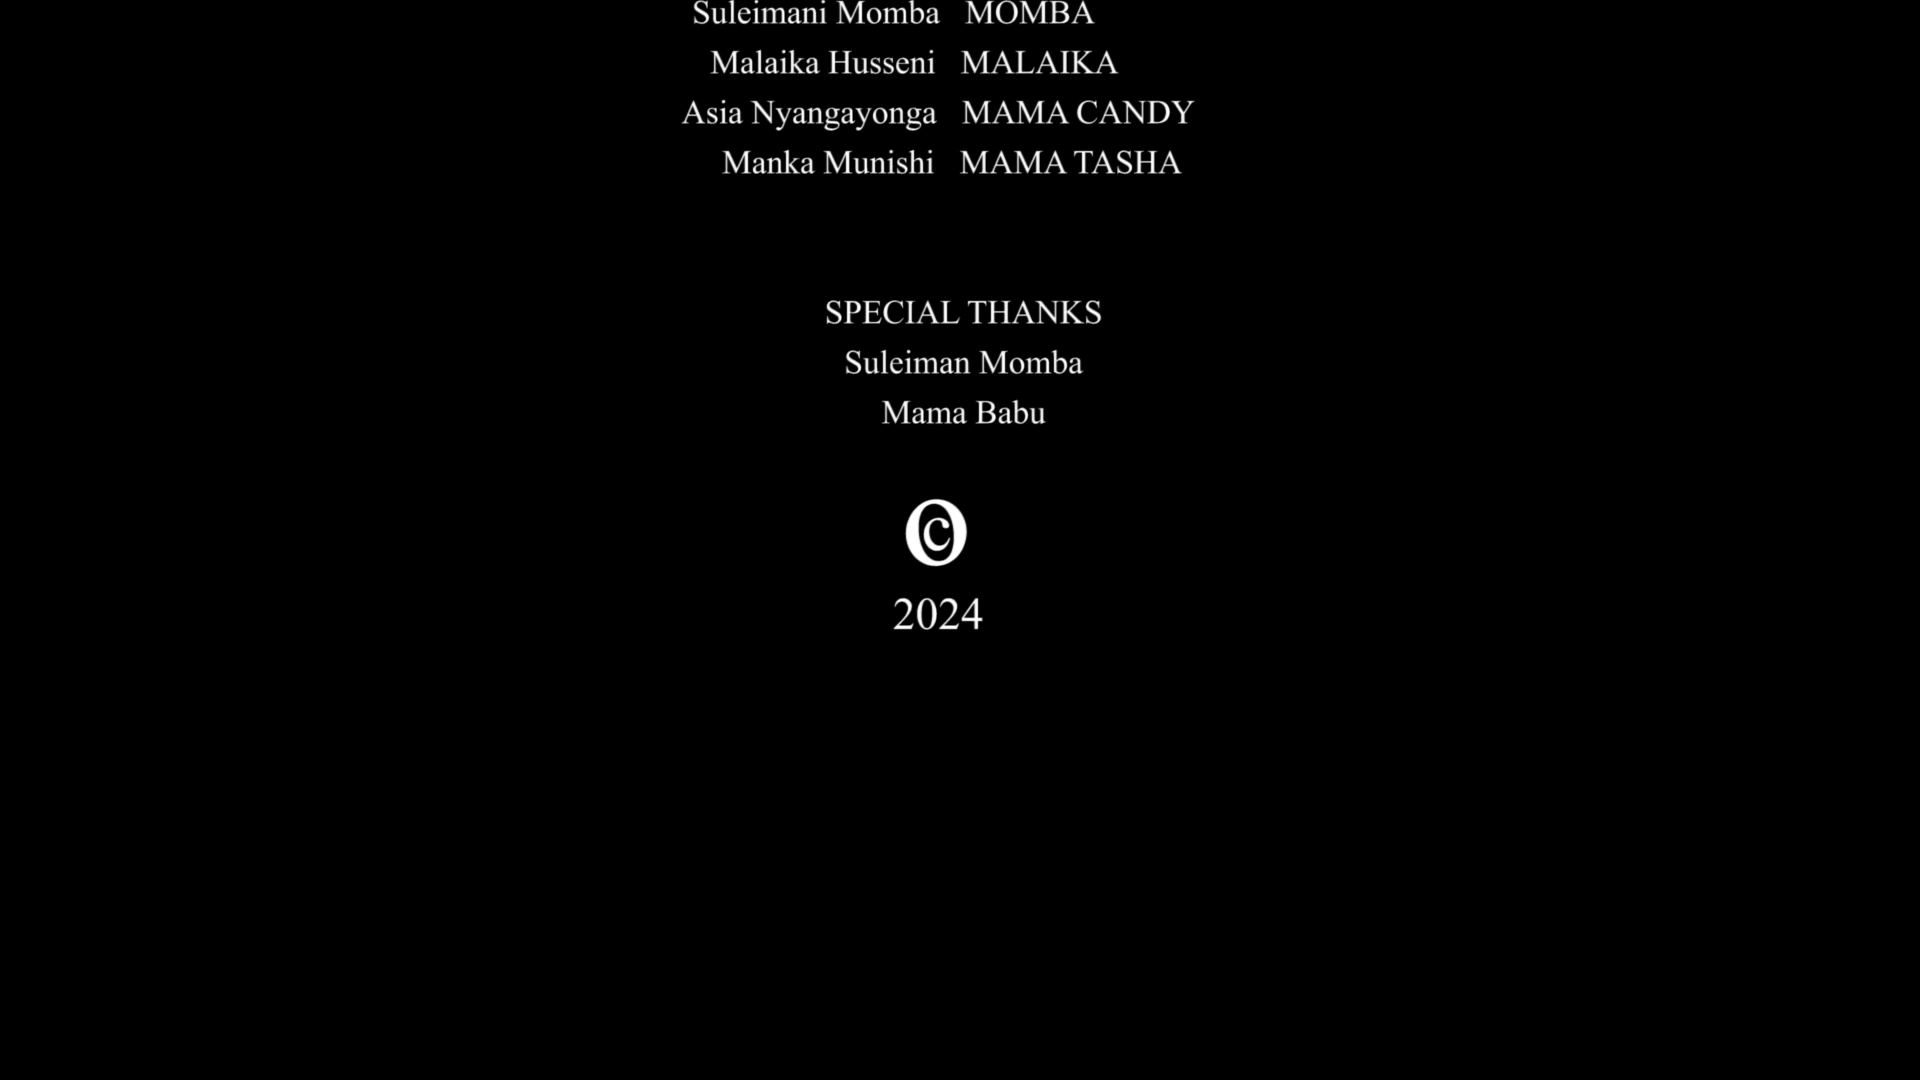 Suleimani Momba MOMBA
Malaika Husseni MALAIKA
Asia Nyangayonga MAMA CANDY
Manka Munishi MAMA TASHA
SPECIAL THANKS
Suleiman Momba
Mama Babu
©
2024